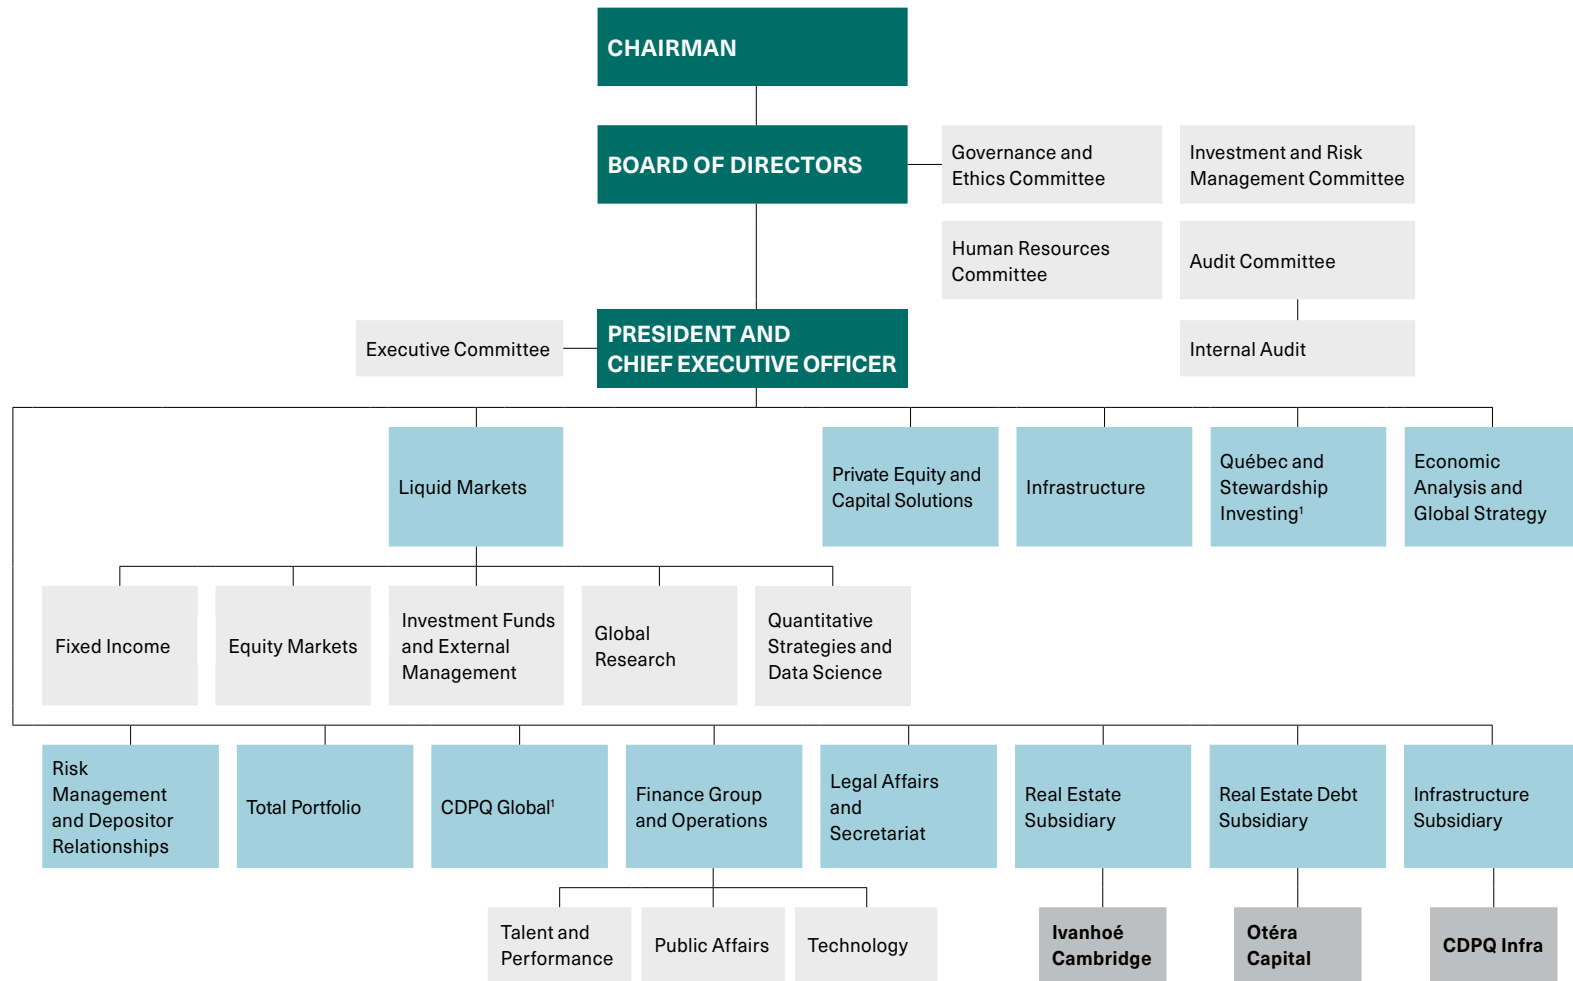 CHAIRMAN
BOARD OF DIRECTORS
Governance and
Ethics Committee
Investment and Risk
Management Committee
Human Resources
Committee
Audit Committee
Executive Committee
PRESIDENT AND
CHIEF EXECUTIVE OFFICER
Internal Audit
Liquid Markets
Private Equity and
Capital Solutions
Infrastructure
Québec and
Stewardship
Investing¹
Economic
Analysis and
Global Strategy
Fixed Income
Equity Markets
Investment Funds
and External
Management
Global
Research
Quantitative
Strategies and
Data Science
Risk
Management
and Depositor
Relationships
Total Portfolio
CDPQ Global¹
Finance Group
and Operations
Legal Affairs
and
Secretariat
Real Estate
Subsidiary
Real Estate Debt
Subsidiary
Infrastructure
Subsidiary
Talent and
Performance
Public Affairs
Technology
Ivanhoé
Cambridge
Otéra
Capital
CDPQ Infra